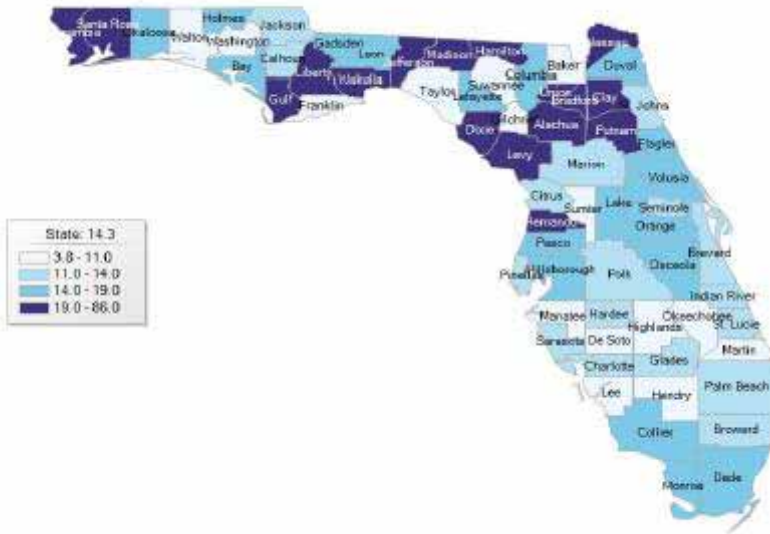 Santa Rosa
Okaloosa
Walton
Holmes
Washington
Bay
Jackson
Calhoun
Gulf
Liberty
Gadsden
Franklin
Leon
Wakulla
Jefferson
Madison
Taylor
Hamilton
Suwannee
Lafayette
Dixie
Columbia
Gilchrist
Levy
Baker
Union
Bradford
Alachua
Nassau
Duval
Clay
Johns
Putnam
Flagler
Marion
Volusia
Citrus
Sumter
Lake
Seminole
Orange
Hernando
Pasco
Brevard
Osceola
Pinellas
Hillsborough
Polk
Indian River
Manatee
Hardee
Highlands
Okeechobee
St. Lucie
Sarasota
De Soto
Martin
Charlotte
Glades
Lee
Hendry
Palm Beach
Collier
Broward
Monroe
Dade
State: 14.3
3.8 - 11.0
11.0 - 14.0
14.0 - 19.0
19.0 - 86.0